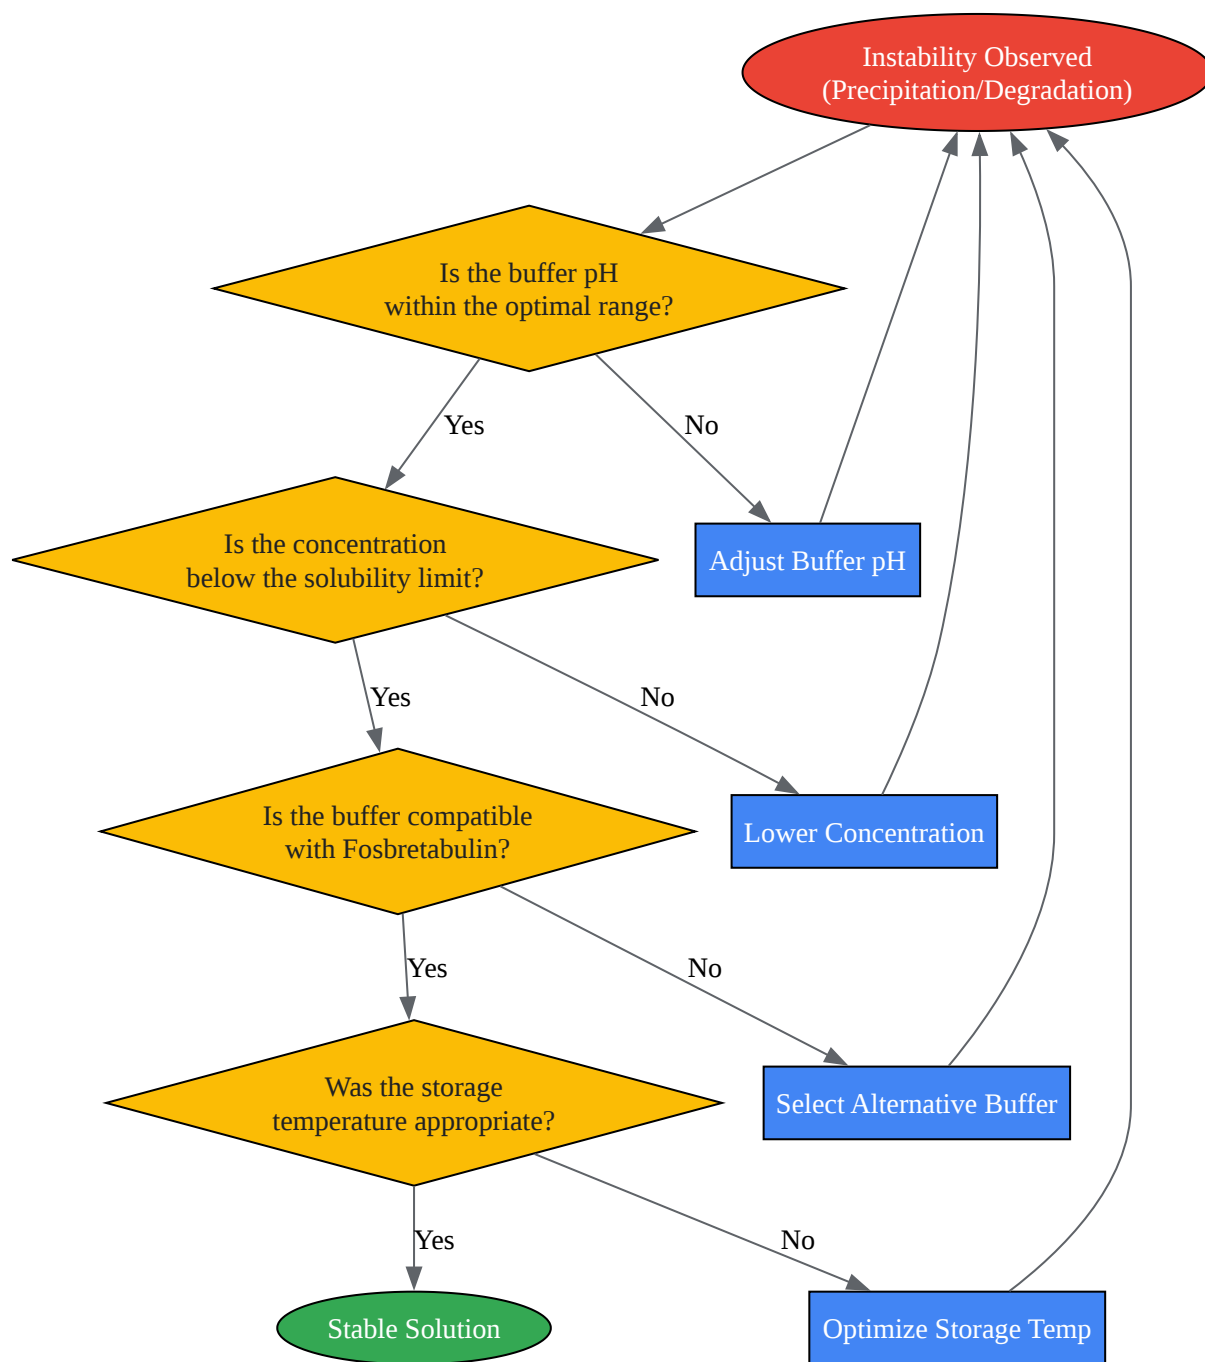 Instability Observed
(Precipitation/Degradation)
Is the buffer pH
within the optimal range?
Yes
No
Is the concentration
below the solubility limit?
Adjust Buffer pH
Yes
No
Is the buffer compatible
with Fosbretabulin?
Lower Concentration
Yes
No
Was the storage
temperature appropriate?
Select Alternative Buffer
Yes
No
Stable Solution
Optimize Storage Temp